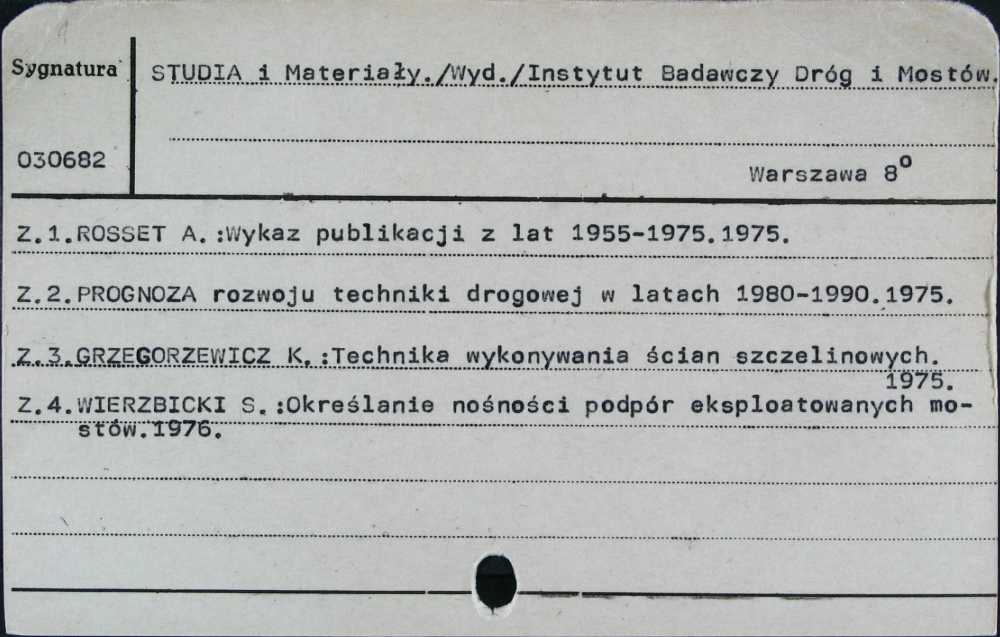 Sygnatura
STUDIA i Materiały./Wyd./Instytut Badawczy Dróg i Mostów.
030682
Warszawa 8º
Z.1.ROSSET A.:Wykaz publikacji z lat 1955-1975.1975.
Z.2.PROGNOZA rozwoju techniki drogowej w latach 1980-1990.1975.
Z.3.GRZEGORZEWICZ K.:Technika wykonywania ścian szczelinowych.
1975.
Z.4.WIERZBICKI S.:Określanie nośności podpór eksploatowanych mo-
stów.1976.